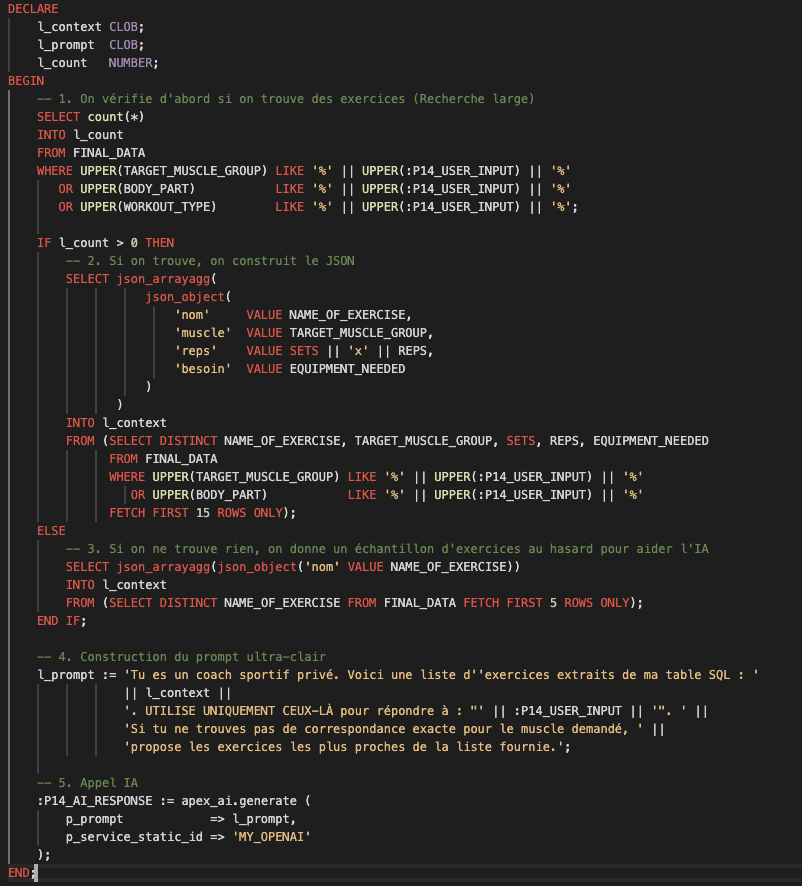 DECLARE
    l_context CLOB;
    l_prompt  CLOB;
    l_count   NUMBER;
BEGIN
    -- 1. On vérifie d'abord si on trouve des exercices (Recherche large)
    SELECT count(*)
    INTO l_count
    FROM FINAL_DATA
    WHERE UPPER(TARGET_MUSCLE_GROUP) LIKE '%' || UPPER(:P14_USER_INPUT) || '%'
       OR UPPER(BODY_PART)           LIKE '%' || UPPER(:P14_USER_INPUT) || '%'
       OR UPPER(WORKOUT_TYPE)        LIKE '%' || UPPER(:P14_USER_INPUT) || '%';
    IF l_count > 0 THEN
        -- 2. Si on trouve, on construit le JSON
        SELECT json_arrayagg(
                   json_object(
                       'nom'     VALUE NAME_OF_EXERCISE,
                       'muscle'  VALUE TARGET_MUSCLE_GROUP,
                       'reps'    VALUE SETS || 'x' || REPS,
                       'besoin'  VALUE EQUIPMENT_NEEDED
                   )
               )
        INTO l_context
        FROM (SELECT DISTINCT NAME_OF_EXERCISE, TARGET_MUSCLE_GROUP, SETS, REPS, EQUIPMENT_NEEDED
              FROM FINAL_DATA
              WHERE UPPER(TARGET_MUSCLE_GROUP) LIKE '%' || UPPER(:P14_USER_INPUT) || '%'
                 OR UPPER(BODY_PART)           LIKE '%' || UPPER(:P14_USER_INPUT) || '%'
              FETCH FIRST 15 ROWS ONLY);
    ELSE
        -- 3. Si on ne trouve rien, on donne un échantillon d'exercices au hasard pour aider l'IA
        SELECT json_arrayagg(json_object('nom' VALUE NAME_OF_EXERCISE))
        INTO l_context
        FROM (SELECT DISTINCT NAME_OF_EXERCISE FROM FINAL_DATA FETCH FIRST 5 ROWS ONLY);
    END IF;
    -- 4. Construction du prompt ultra-clair
    l_prompt := 'Tu es un coach sportif privé. Voici une liste d''exercices extraits de ma table SQL : '
                || l_context ||
                '. UTILISE UNIQUEMENT CEUX-LÀ pour répondre à : "' || :P14_USER_INPUT || '". ' ||
                'Si tu ne trouves pas de correspondance exacte pour le muscle demandé, ' ||
                'propose les exercices les plus proches de la liste fournie.';
    -- 5. Appel IA
    :P14_AI_RESPONSE := apex_ai.generate (
        p_prompt            => l_prompt,
        p_service_static_id => 'MY_OPENAI'
    );
END;